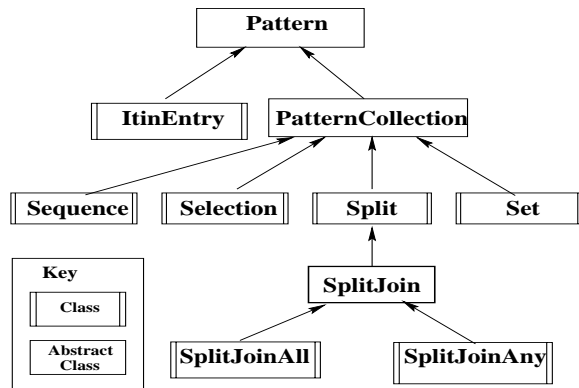 Pattern
ItinEntry
PatternCollection
Sequence
Selection
Split
Set
Key
Class
Abstract
Class
SplitJoin
SplitJoinAll
SplitJoinAny